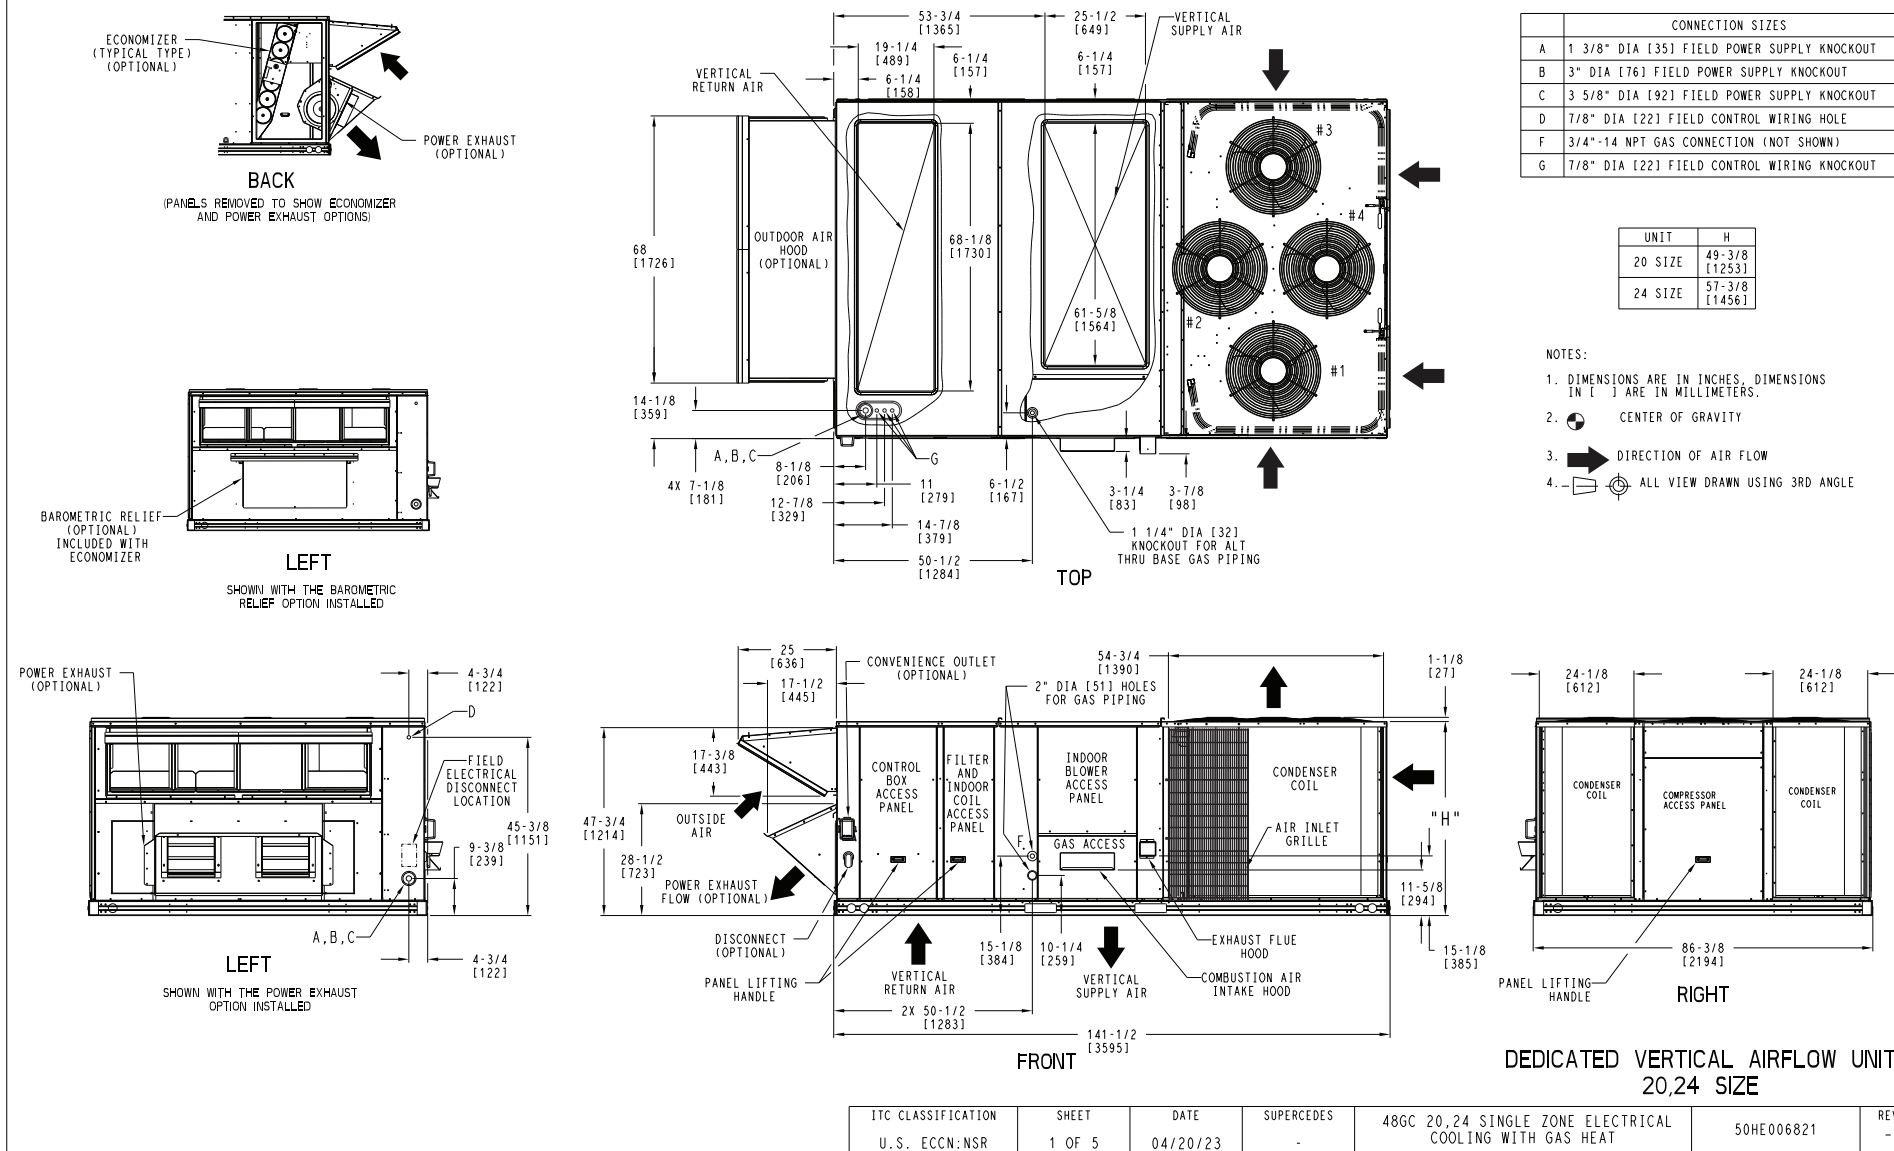 ECONOMIZER
(TYPICAL TYPE)
(OPTIONAL)
POWER EXHAUST
(OPTIONAL)
BACK
(PANELS REMOVED TO SHOW ECONOMIZER
AND POWER EXHAUST OPTIONS)
BAROMETRIC RELIEF
(OPTIONAL)
INCLUDED WITH
ECONOMIZER
LEFT
SHOWN WITH THE BAROMETRIC
RELIEF OPTION INSTALLED
53-3/4
[1365]
25-1/2
[649]
VERTICAL
SUPPLY AIR
19-1/4
[489]
6-1/4
[157]
6-1/4
[157]
6-1/4
[158]
VERTICAL
RETURN AIR
#3
#4
#2
#1
68
[1726]
OUTDOOR AIR
HOOD
(OPTIONAL)
68-1/8
[1730]
61-5/8
[1564]
14-1/8
[359]
A,B,C
G
8-1/8
[206]
4X 7-1/8
[181]
11
[279]
12-7/8
[329]
14-7/8
[379]
6-1/2
[167]
3-1/4
[83]
3-7/8
[98]
50-1/2
[1284]
1 1/4" DIA [32]
KNOCKOUT FOR ALT
THRU BASE GAS PIPING
TOP
CONNECTION SIZES
A 1 3/8" DIA [35] FIELD POWER SUPPLY KNOCKOUT
B 3" DIA [76] FIELD POWER SUPPLY KNOCKOUT
C 3 5/8" DIA [92] FIELD POWER SUPPLY KNOCKOUT
D 7/8" DIA [22] FIELD CONTROL WIRING HOLE
F 3/4"-14 NPT GAS CONNECTION (NOT SHOWN)
G 7/8" DIA [22] FIELD CONTROL WIRING KNOCKOUT
UNIT H
20 SIZE 49-3/8
[1253]
24 SIZE 57-3/8
[1456]
NOTES:
1. DIMENSIONS ARE IN INCHES, DIMENSIONS
IN [ ] ARE IN MILLIMETERS.
2. CENTER OF GRAVITY
3. DIRECTION OF AIR FLOW
4. ALL VIEW DRAWN USING 3RD ANGLE
POWER EXHAUST
(OPTIONAL)
4-3/4
[122]
D
FIELD
ELECTRICAL
DISCONNECT
LOCATION
45-3/8
[1151]
9-3/8
[239]
A,B,C
4-3/4
[122]
LEFT
SHOWN WITH THE POWER EXHAUST
OPTION INSTALLED
25
[636]
17-1/2
[445]
CONVENIENCE OUTLET
(OPTIONAL)
2" DIA [51] HOLES
FOR GAS PIPING
54-3/4
[1390]
1-1/8
[27]
17-3/8
[443]
47-3/4
[1214]
28-1/2
[723]
OUTSIDE
AIR
POWER EXHAUST
FLOW (OPTIONAL)
CONTROL
BOX
ACCESS
PANEL
FILTER
AND
INDOOR
COIL
ACCESS
PANEL
INDOOR
BLOWER
ACCESS
PANEL
F
GAS ACCESS
CONDENSER
COIL
AIR INLET
GRILLE
"H"
11-5/8
[294]
15-1/8
[385]
DISCONNECT
(OPTIONAL)
PANEL LIFTING
HANDLE
VERTICAL
RETURN AIR
15-1/8
[384]
10-1/4
[259]
VERTICAL
SUPPLY AIR
EXHAUST FLUE
HOOD
COMBUSTION AIR
INTAKE HOOD
2X 50-1/2
[1283]
141-1/2
[3595]
FRONT
24-1/8
[612]
24-1/8
[612]
CONDENSER
COIL
COMPRESSOR
ACCESS PANEL
CONDENSER
COIL
86-3/8
[2194]
PANEL LIFTING
HANDLE
RIGHT
DEDICATED VERTICAL AIRFLOW UNIT
20,24 SIZE
ITC CLASSIFICATION
U.S. ECCN:NSR
SHEET
1 OF 5
DATE
04/20/23
SUPERCEDES
-
48GC 20,24 SINGLE ZONE ELECTRICAL
COOLING WITH GAS HEAT
50HE006821
REV
-